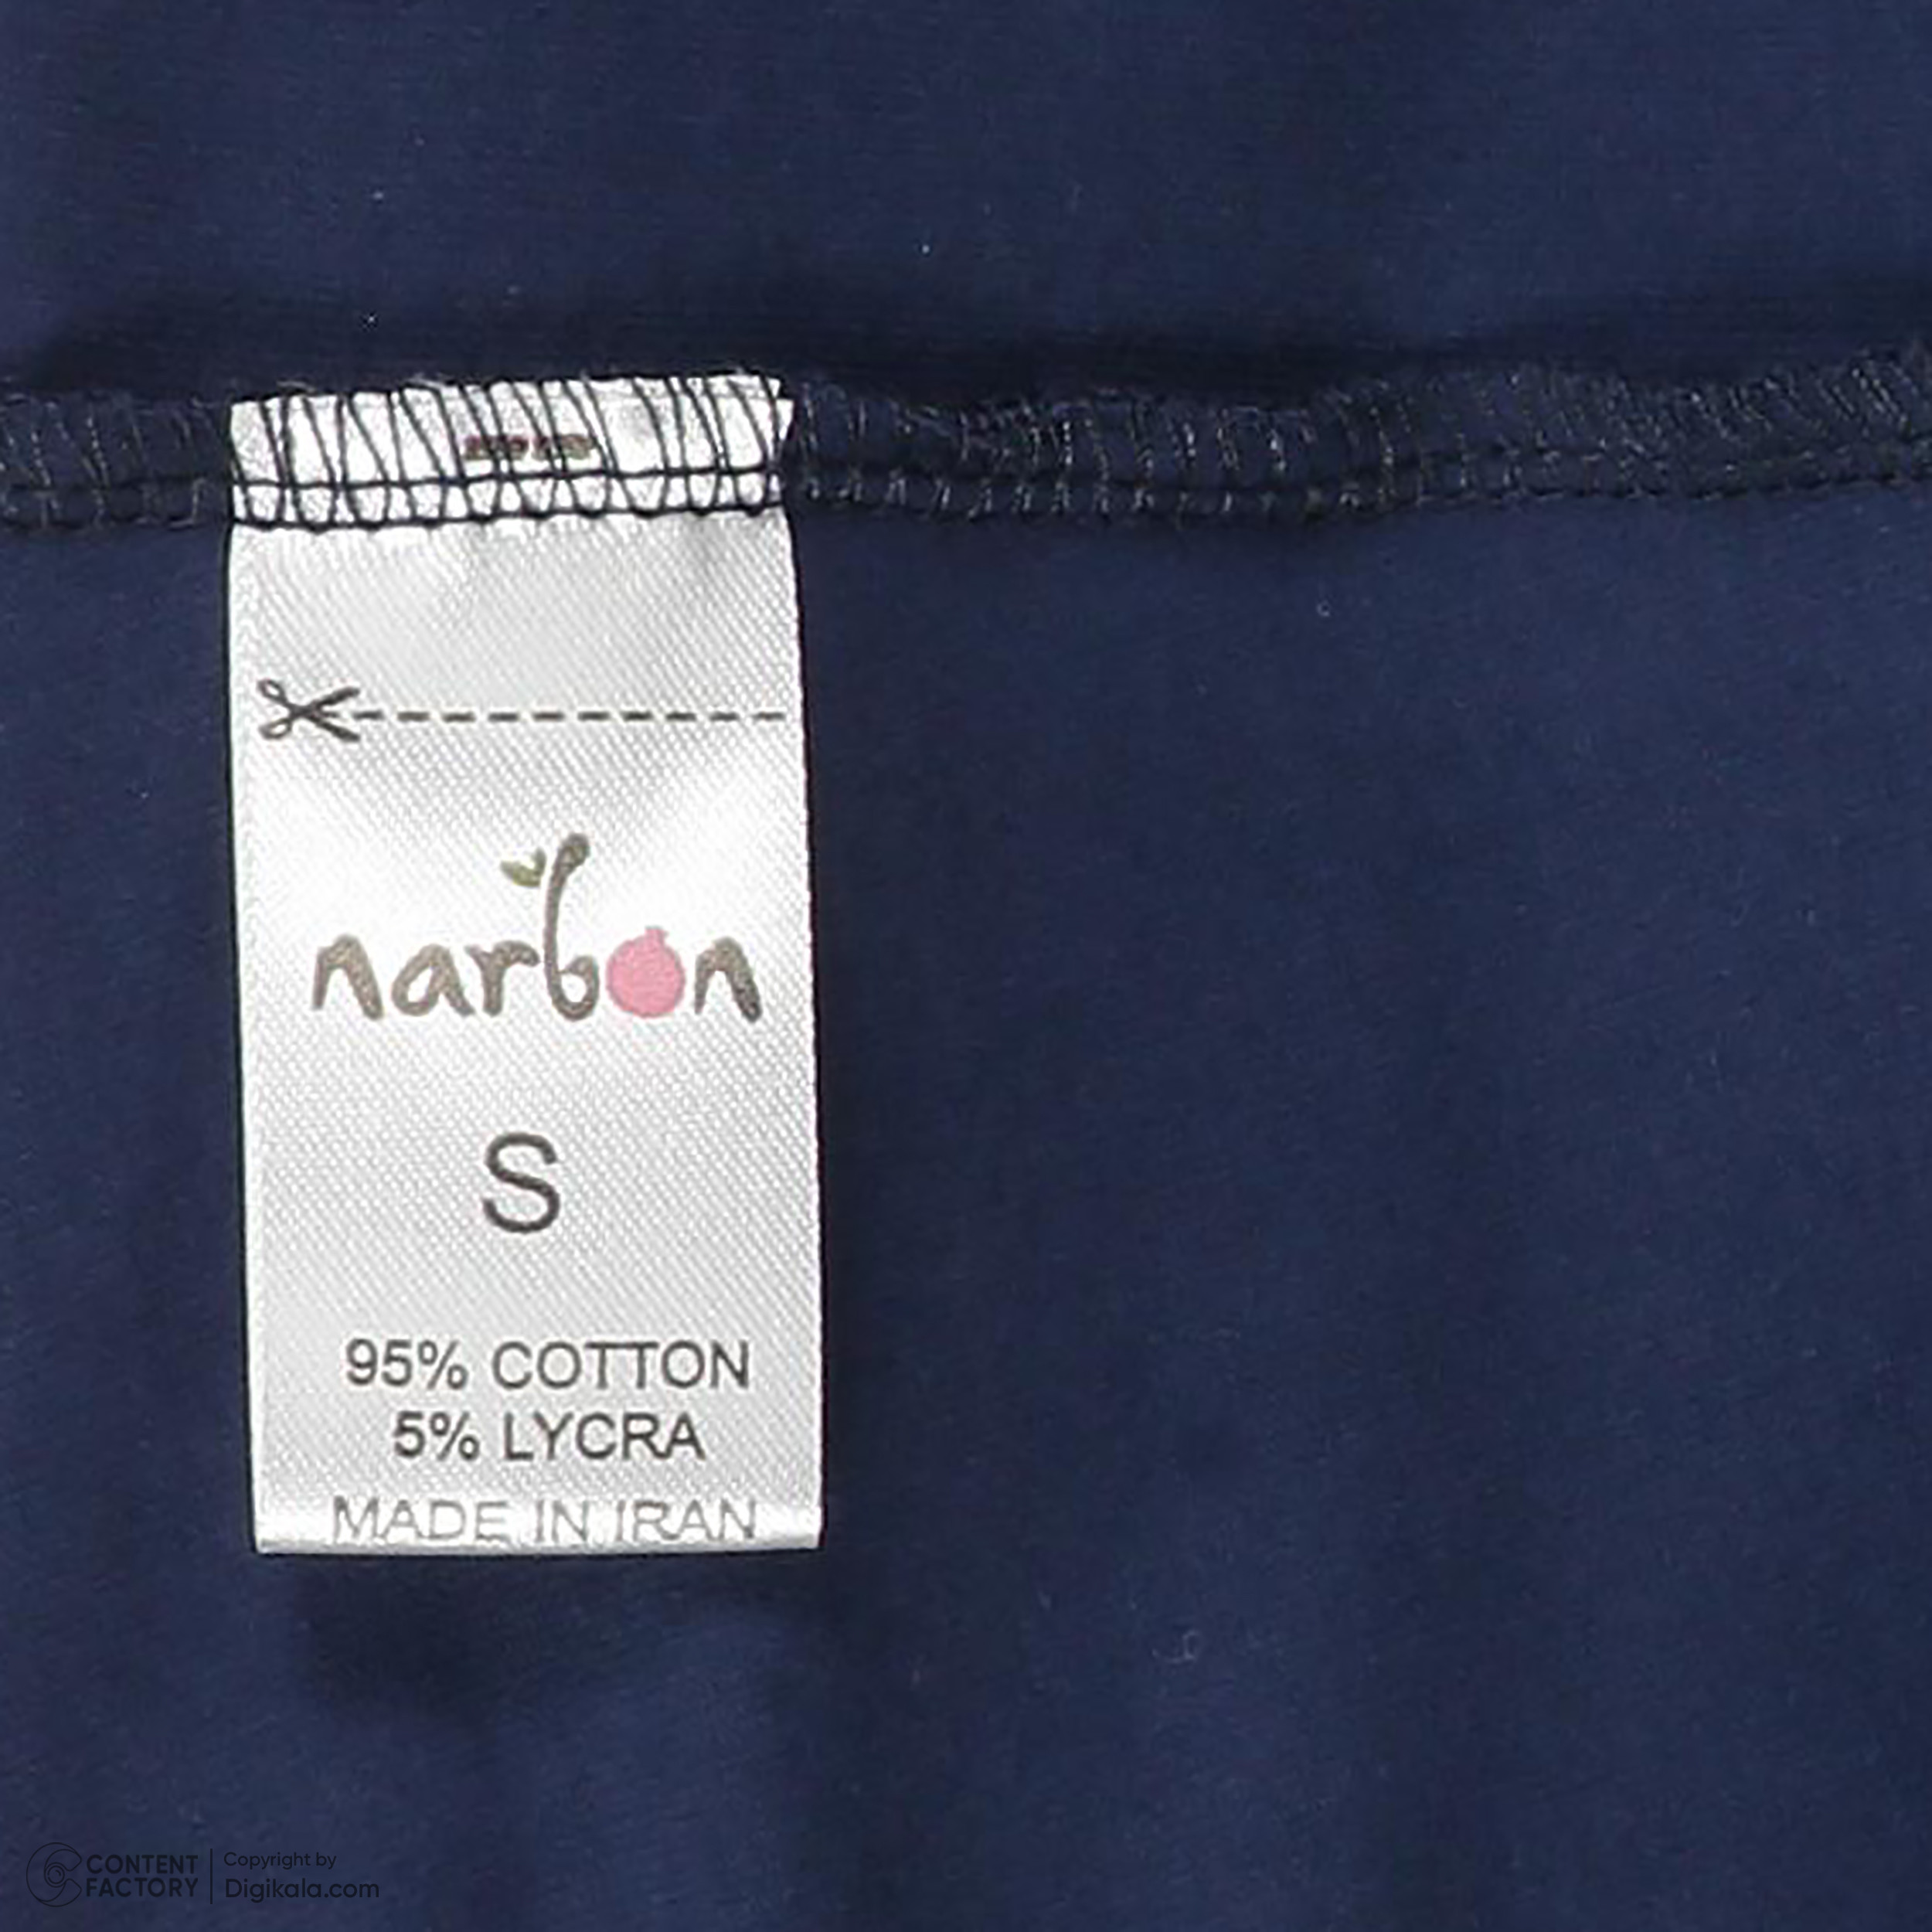 narbon
S
95% COTTON
5% LYCRA
MADE IN IRAN
CONTENT FACTORY
Copyright by
Digikala.com